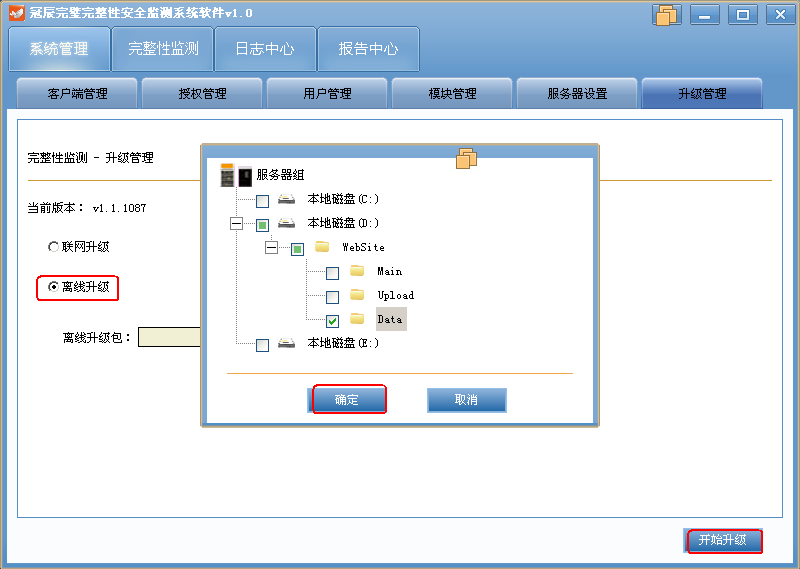 冠辰完璧完整性安全监测系统软件v1.0
系统管理 完整性监测 日志中心 报告中心
客户端管理 授权管理 用户管理 模块管理 服务器设置 升级管理
完整性监测 - 升级管理
当前版本： v1.1.1087
联网升级
离线升级
离线升级包：
服务器组
本地磁盘(C:)
本地磁盘(D:)
WebSite
Main
Upload
Data
本地磁盘(E:)
确定 取消
开始升级